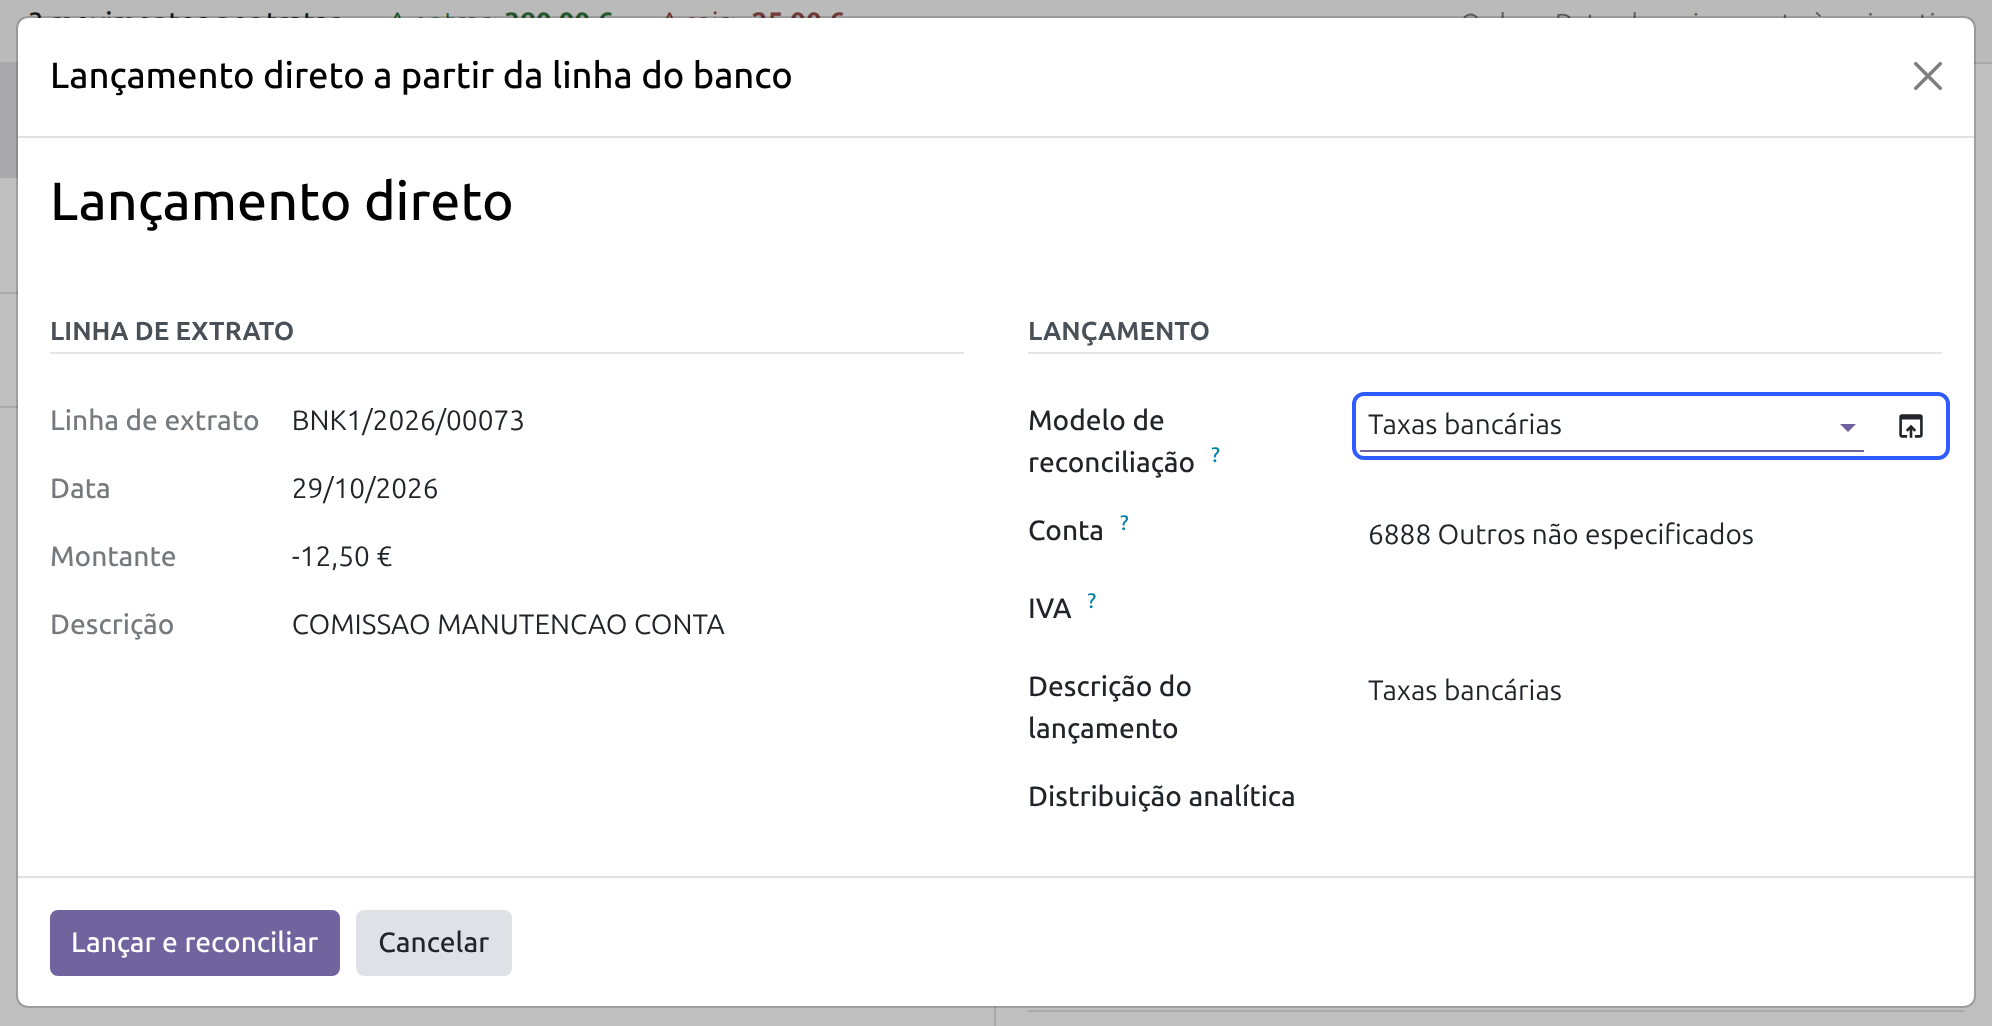 Lançamento direto a partir da linha do banco
Lançamento direto
LINHA DE EXTRATO
Linha de extrato BNK1/2026/00073
Data 29/10/2026
Montante -12,50 €
Descrição COMISSAO MANUTENCAO CONTA
LANÇAMENTO
Modelo de
reconciliação ? Taxas bancárias
Conta ? 6888 Outros não especificados
IVA ?
Descrição do
lançamento Taxas bancárias
Distribuição analítica
Lançar e reconciliar Cancelar